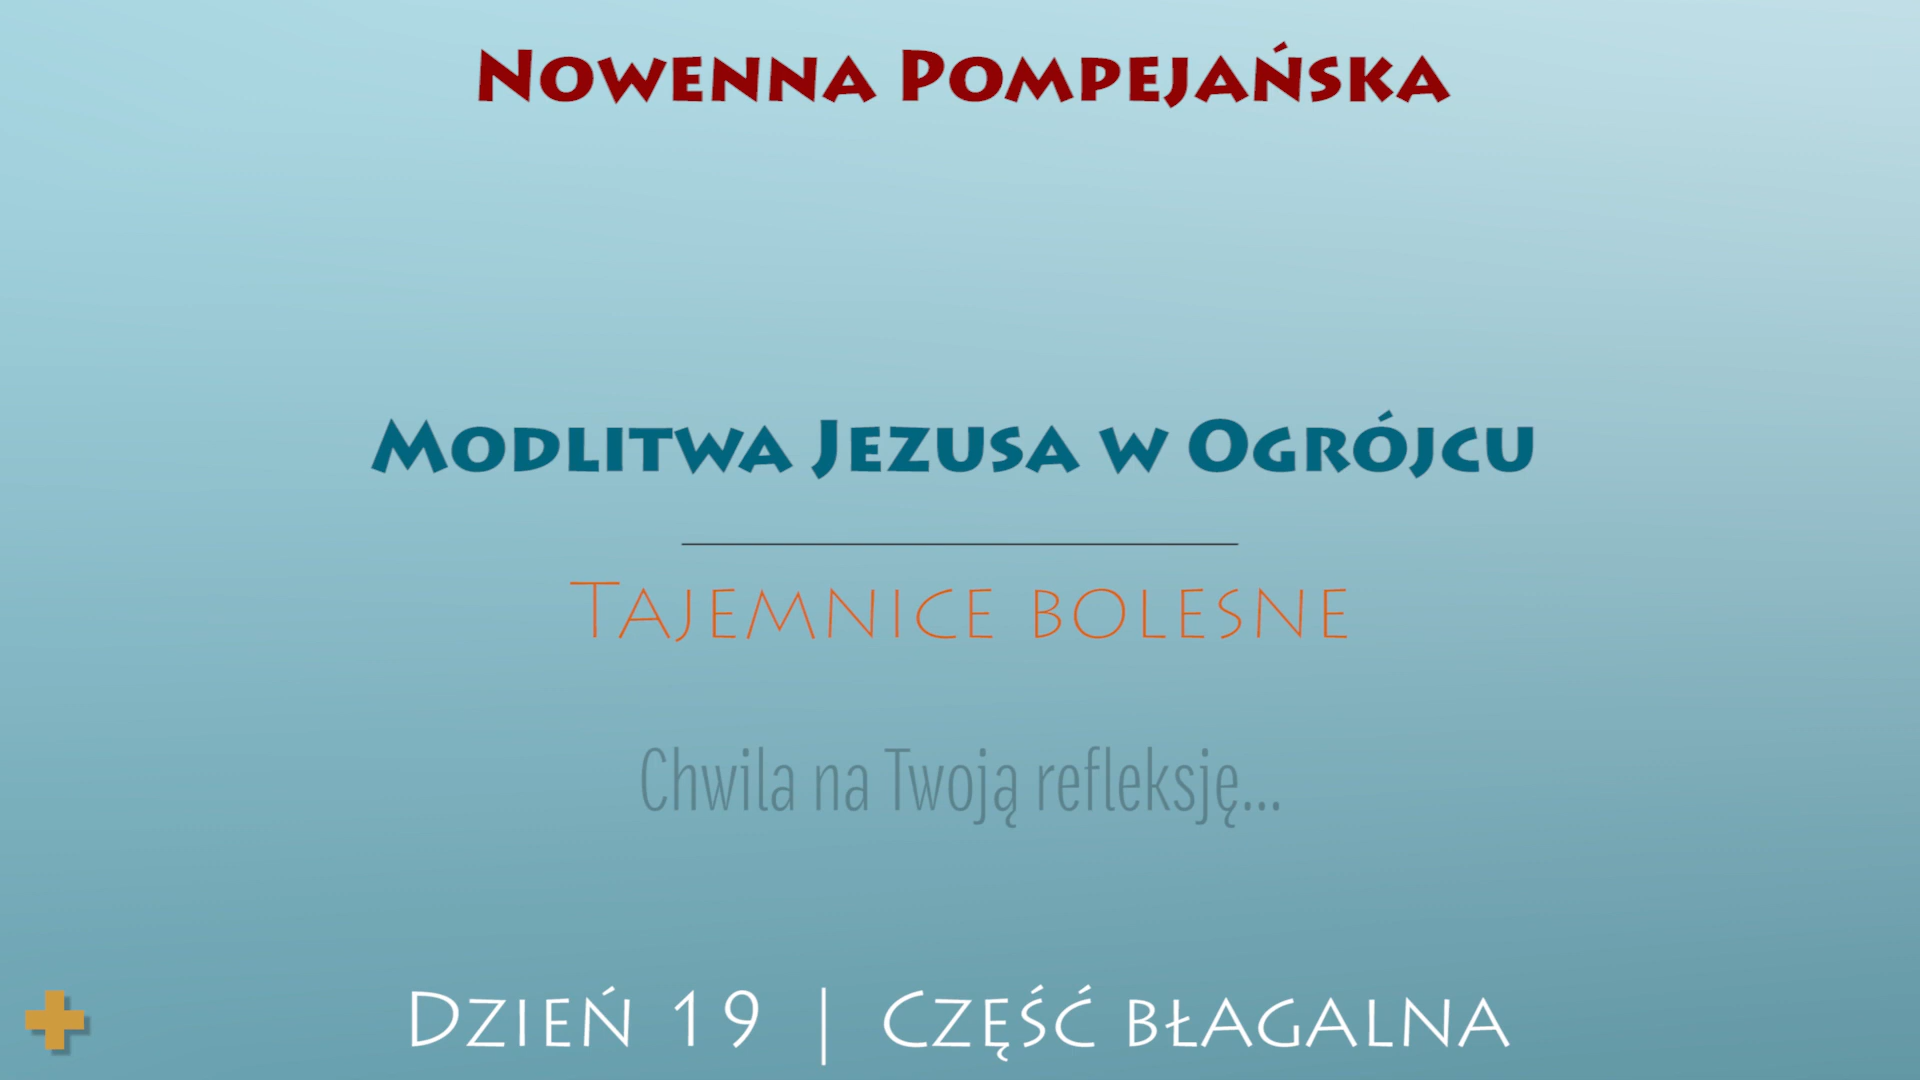 Nowenna Pompejańska
Modlitwa Jezusa w Ogrójcu
Tajemnice bolesne
Chwila na Twoją refleksję...
Dzień 19 | Część błagalna